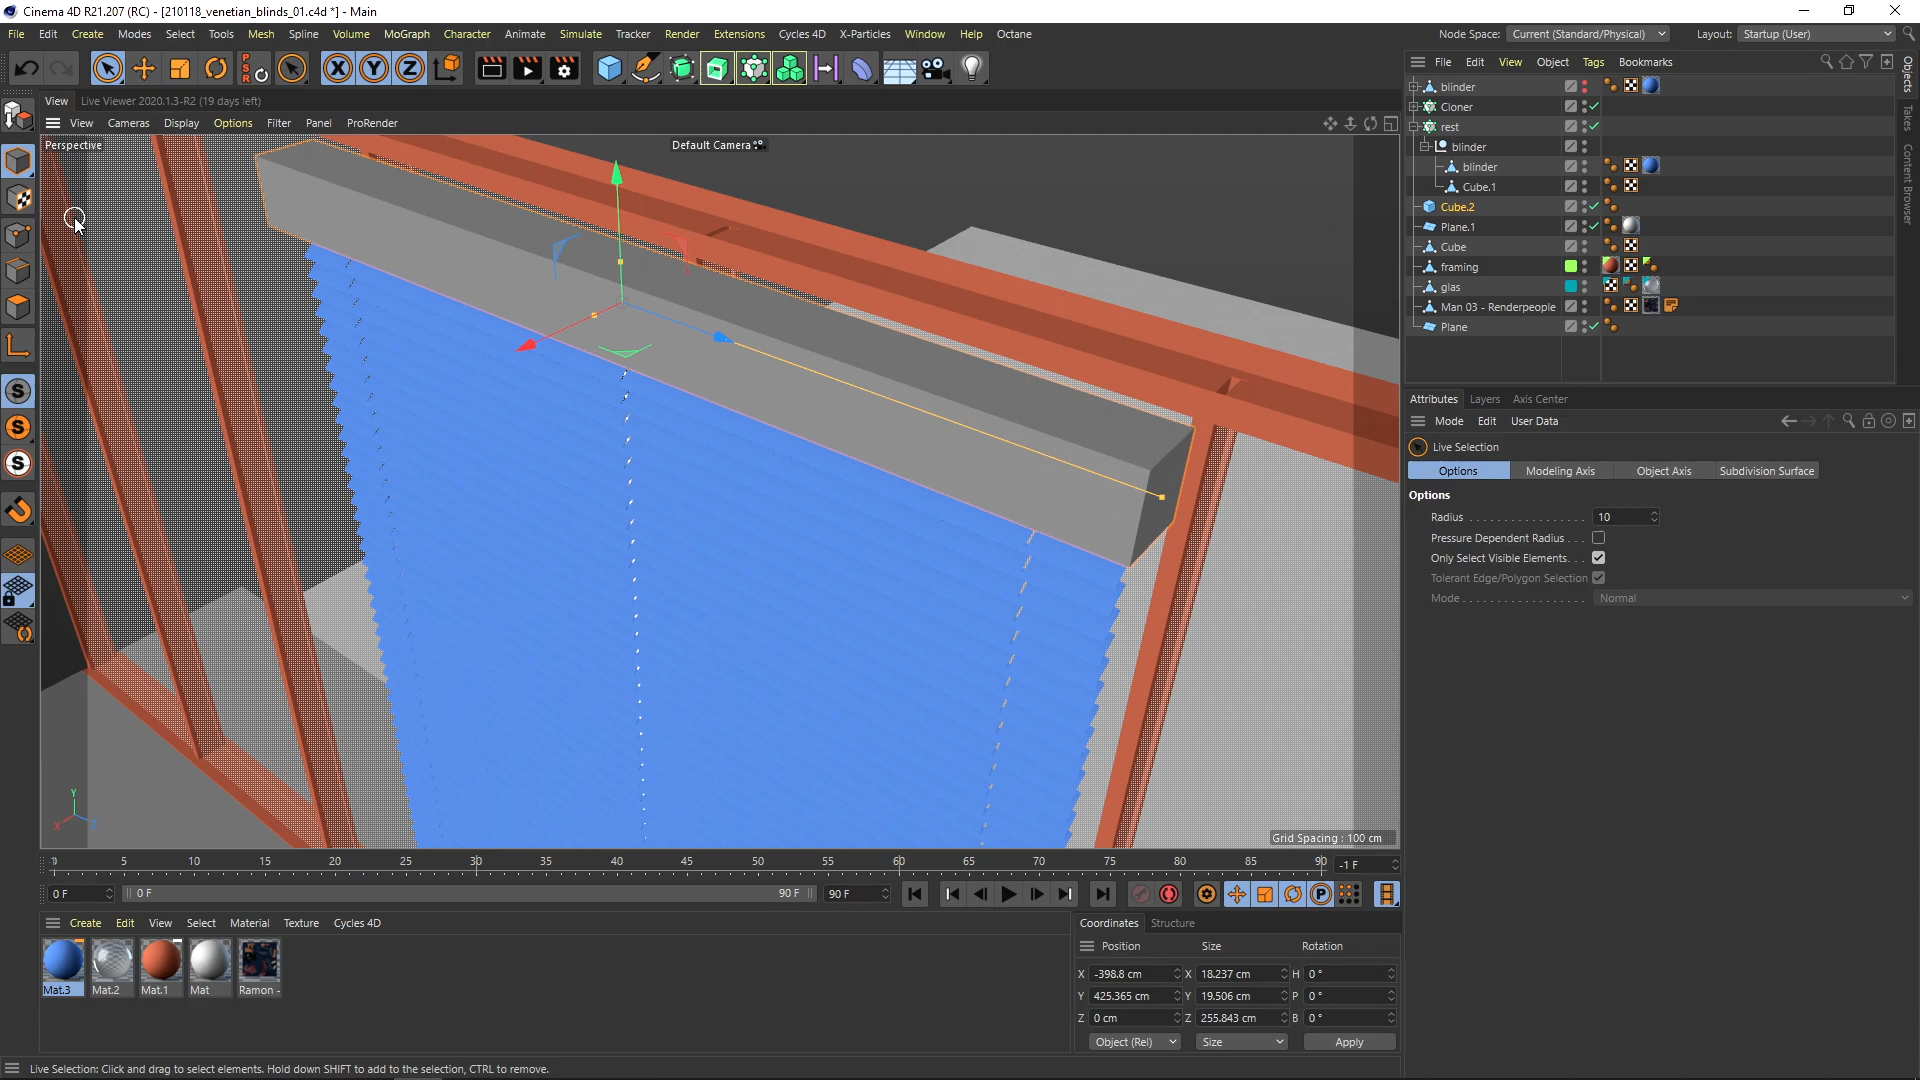 Cinema 4D R21.207 (RC) - [210118_venetian_blinds_01.c4d *] - Main
File Edit Create Modes Select Tools Mesh Spline Volume MoGraph Character Animate Simulate Tracker Render Extensions Cycles 4D X-Particles Window Help Octane
Node Space: Current (Standard/Physical) Layout: Startup (User)
PSR X Y Z
File Edit View Object Tags Bookmarks
Objects
Takes
Content Browser
View Live Viewer 2020.1.3-R2 (19 days left)
View Cameras Display Options Filter Panel ProRender
Perspective
Default Camera
blinder
Cloner
rest
blinder
blinder
Cube.1
Cube.2
Plane.1
Cube
framing
glas
Man 03 - Renderpeople
Plane
Attributes Layers Axis Center
Mode Edit User Data
Live Selection
Options Modeling Axis Object Axis Subdivision Surface
Options
Radius 10
Pressure Dependent Radius
Only Select Visible Elements
Tolerant Edge/Polygon Selection
Mode Normal
S
S
S
Y
X Z
Grid Spacing : 100 cm
0 5 10 15 20 25 30 35 40 45 50 55 60 65 70 75 80 85 90 -1 F
0 F 0 F 90 F 90 F P
Create Edit View Select Material Texture Cycles 4D
Mat.3 Mat.2 Mat.1 Mat Ramon -
Coordinates Structure
Position Size Rotation
X -398.8 cm X 18.237 cm H 0 °
Y 425.365 cm Y 19.506 cm P 0 °
Z 0 cm Z 255.843 cm B 0 °
Object (Rel) Size Apply
Live Selection: Click and drag to select elements. Hold down SHIFT to add to the selection, CTRL to remove.